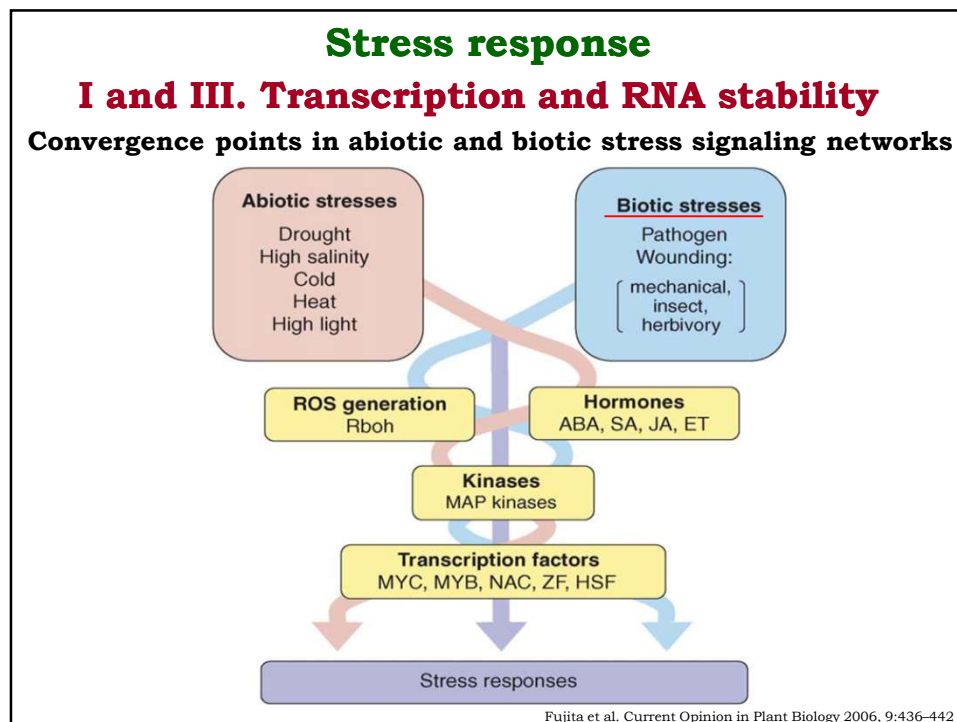 Stress response
I and III. Transcription and RNA stability
Convergence points in abiotic and biotic stress signaling networks
Abiotic stresses
Drought
High salinity
Cold
Heat
High light
Biotic stresses
Pathogen
Wounding:
mechanical,
insect,
herbivory
ROS generation
Rboh
Hormones
ABA, SA, JA, ET
Kinases
MAP kinases
Transcription factors
MYC, MYB, NAC, ZF, HSF
Stress responses
Fujita et al. Current Opinion in Plant Biology 2006, 9:436–442